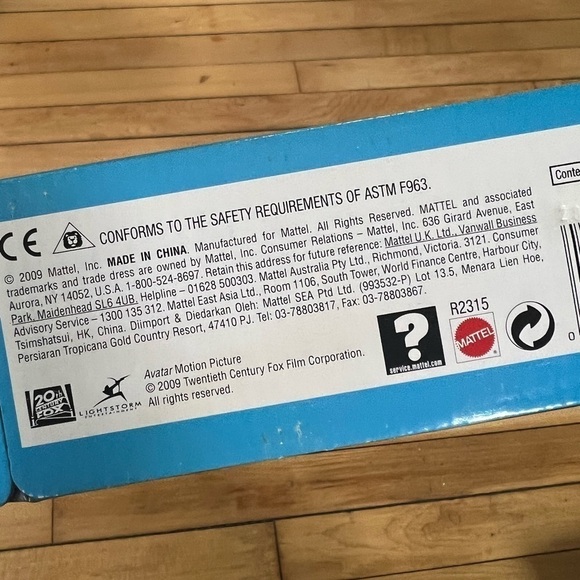 CE CONFORMS TO THE SAFETY REQUIREMENTS OF ASTM F963.
© 2009 Mattel, Inc. MADE IN CHINA. Manufactured for Mattel. All Rights Reserved. MATTEL and associated
trademarks and trade dress are owned by Mattel, Inc. Consumer Relations – Mattel, Inc. 636 Girard Avenue, East
Aurora, NY 14052, U.S.A. 1-800-524-8697. Retain this address for future reference: Mattel U.K. Ltd., Vanwall Business
Park, Maidenhead SL6 4UB. Helpline – 01628 500303. Mattel Australia Pty Ltd., Richmond, Victoria. 3121. Consumer
Advisory Service – 1300 135 312. Mattel East Asia Ltd., Room 1106, South Tower, World Finance Centre, Harbour City,
Tsimshatsui, HK, China. Diimport & Diedarkan Oleh: Mattel SEA Ptd Ltd. (993532-P) Lot 13.5, Menara Lien Hoe,
Persiaran Tropicana Gold Country Resort, 47410 PJ. Tel: 03-78803817, Fax: 03-78803867.
Conte
R2315
?
service.mattel.com
MATTEL
0
20th
CENTURY
FOX
LIGHTSTORM
ENTERTAINMENT
Avatar Motion Picture
© 2009 Twentieth Century Fox Film Corporation.
All rights reserved.